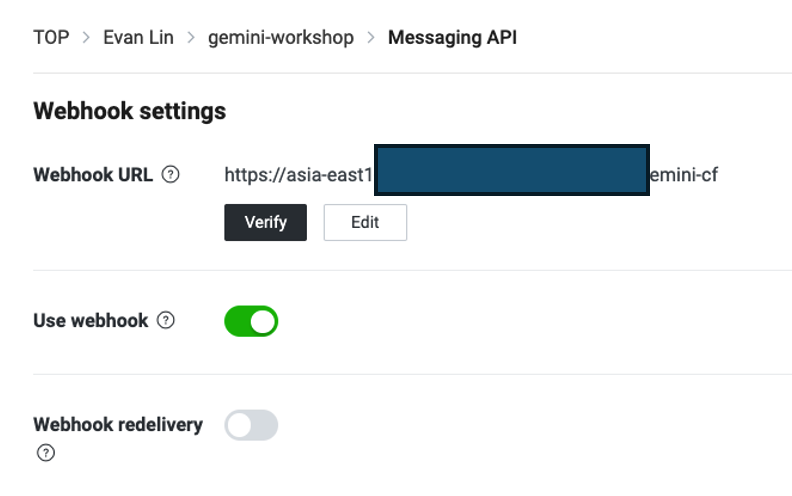 TOP > Evan Lin > gemini-workshop > Messaging API
Webhook settings
Webhook URL ? https://asia-east1 emini-cf
Verify Edit
Use webhook ?
Webhook redelivery
?